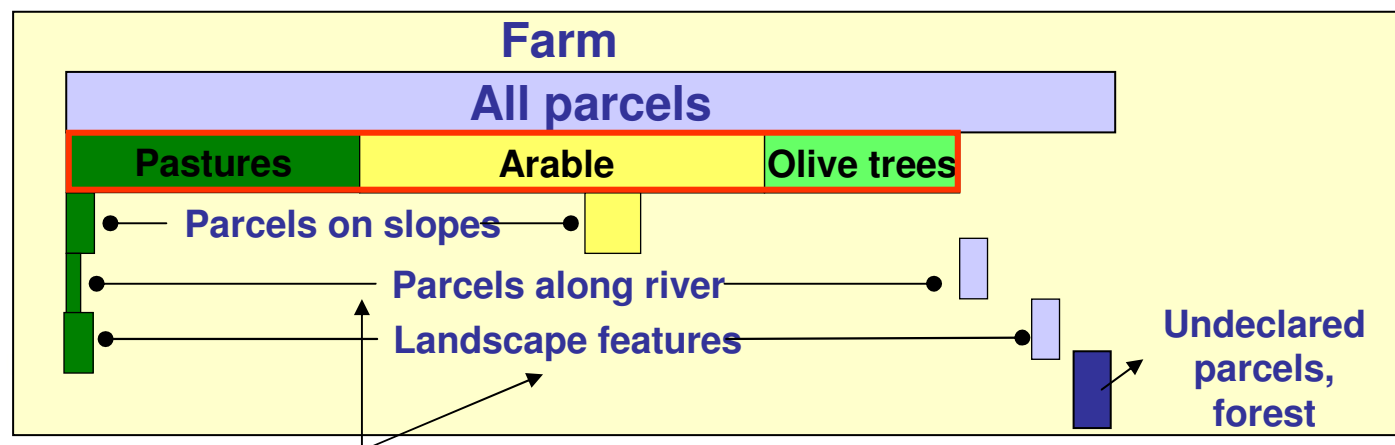 Farm
All parcels
Pastures Arable Olive trees
Parcels on slopes
Parcels along river
Landscape features
Undeclared
parcels,
forest